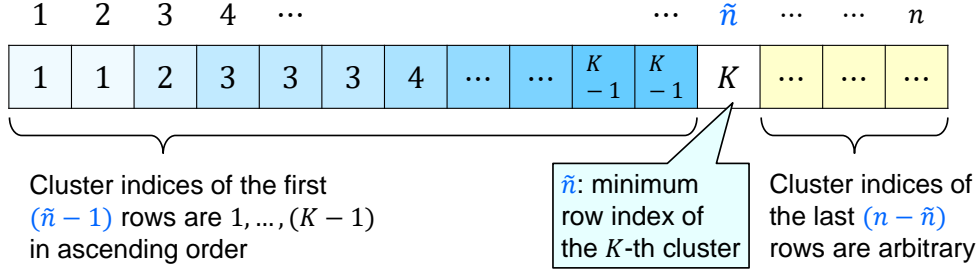 1 2 3 4 ⋯ ⋯ ñ ⋯ ⋯ n
1 1 2 3 3 3 4 ⋯ ⋯ K − 1 K − 1 K ⋯ ⋯ ⋯
Cluster indices of the first
(ñ − 1) rows are 1, …, (K − 1)
in ascending order
ñ: minimum
row index of
the K-th cluster
Cluster indices of
the last (n − ñ)
rows are arbitrary